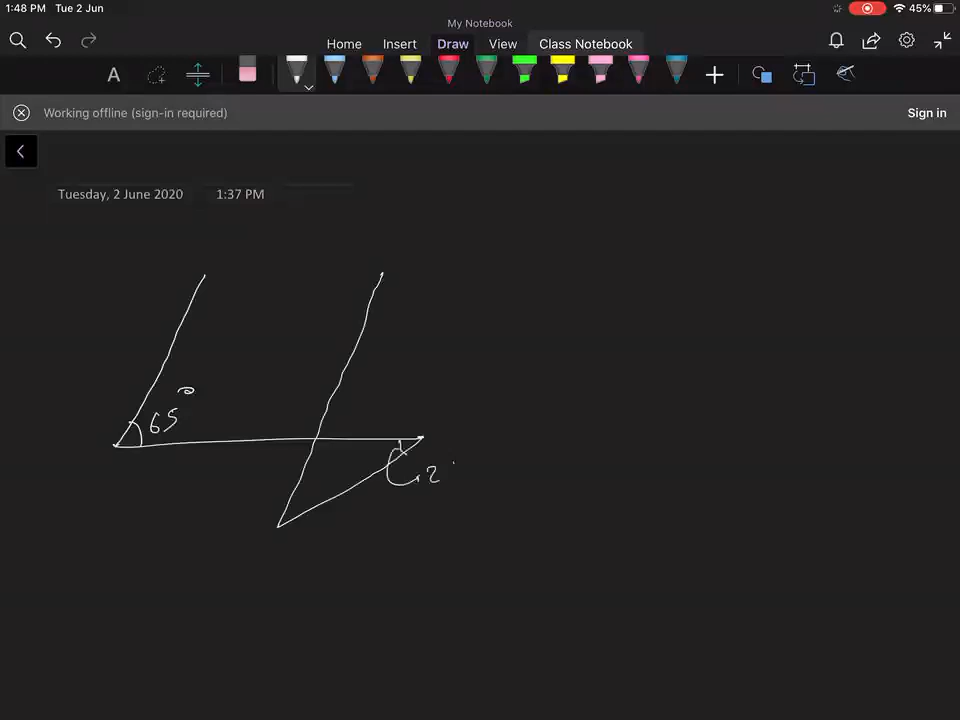 1:48 PM Tue 2 Jun
45%
My Notebook
Home Insert Draw View Class Notebook
A
Working offline (sign-in required) Sign in
Tuesday, 2 June 2020 1:37 PM
65°
2